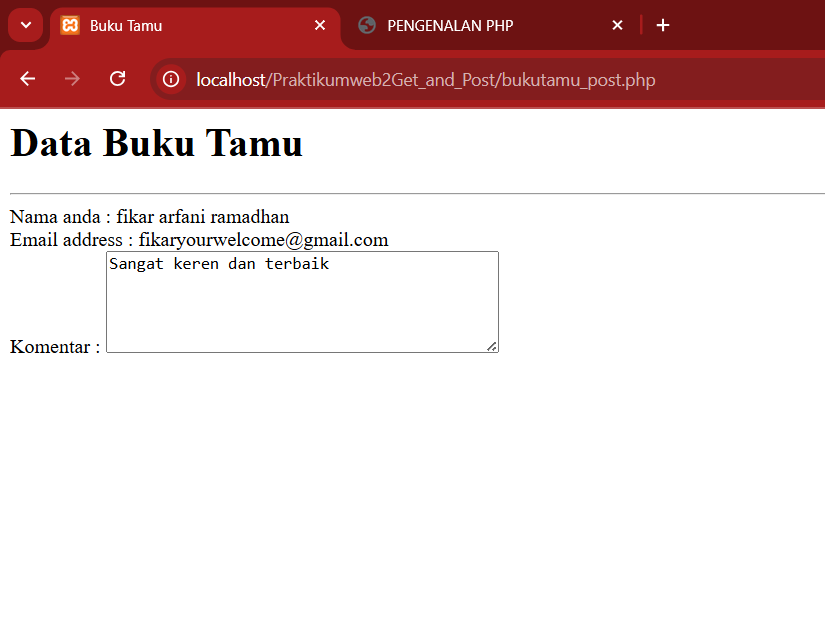 Buku Tamu
PENGENALAN PHP
localhost/Praktikumweb2Get_and_Post/bukutamu_post.php
Data Buku Tamu
Nama anda : fikar arfani ramadhan
Email address : fikaryourwelcome@gmail.com
Sangat keren dan terbaik
Komentar :